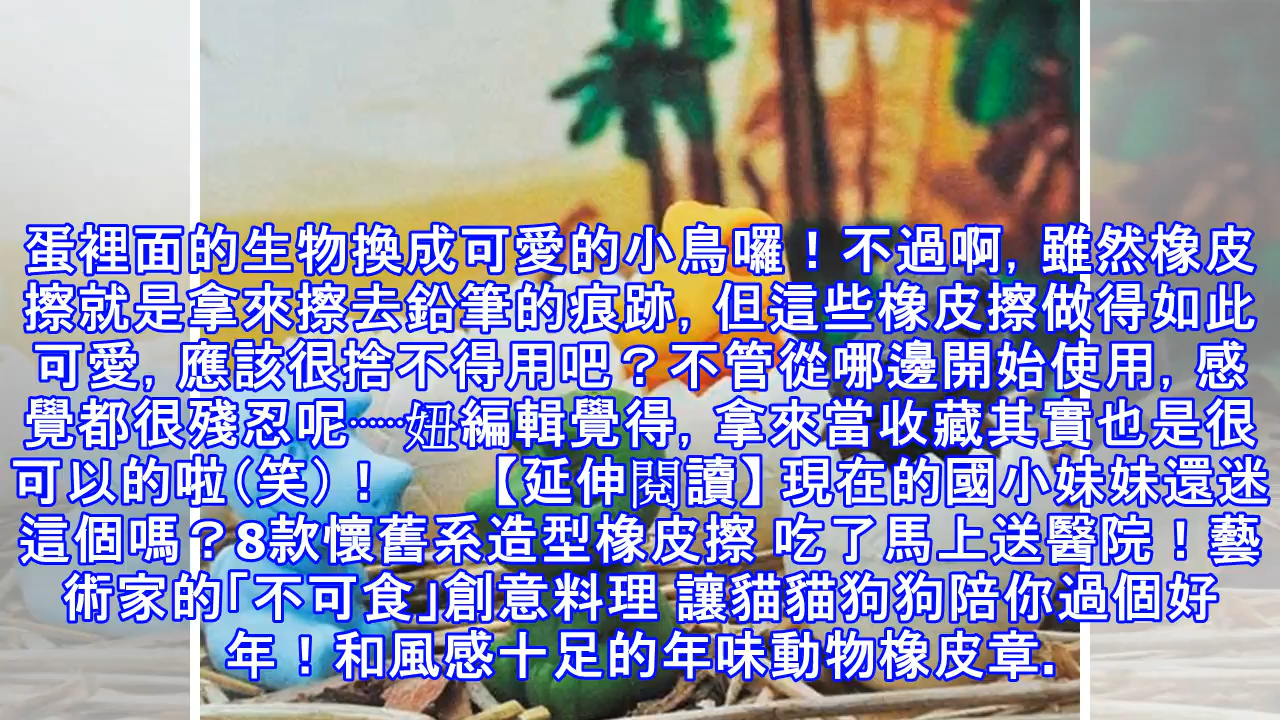 蛋裡面的生物換成可愛的小鳥囉！不過啊, 雖然橡皮
擦就是拿來擦去鉛筆的痕跡, 但這些橡皮擦做得如此
可愛, 應該很捨不得用吧？不管從哪邊開始使用, 感
覺都很殘忍呢……妞編輯覺得, 拿來當收藏其實也是很
可以的啦（笑）！ 【延伸閱讀】現在的國小妹妹還迷
這個嗎？8款懷舊系造型橡皮擦 吃了馬上送醫院！藝
術家的「不可食」創意料理 讓貓貓狗狗陪你過個好
年！和風感十足的年味動物橡皮章.